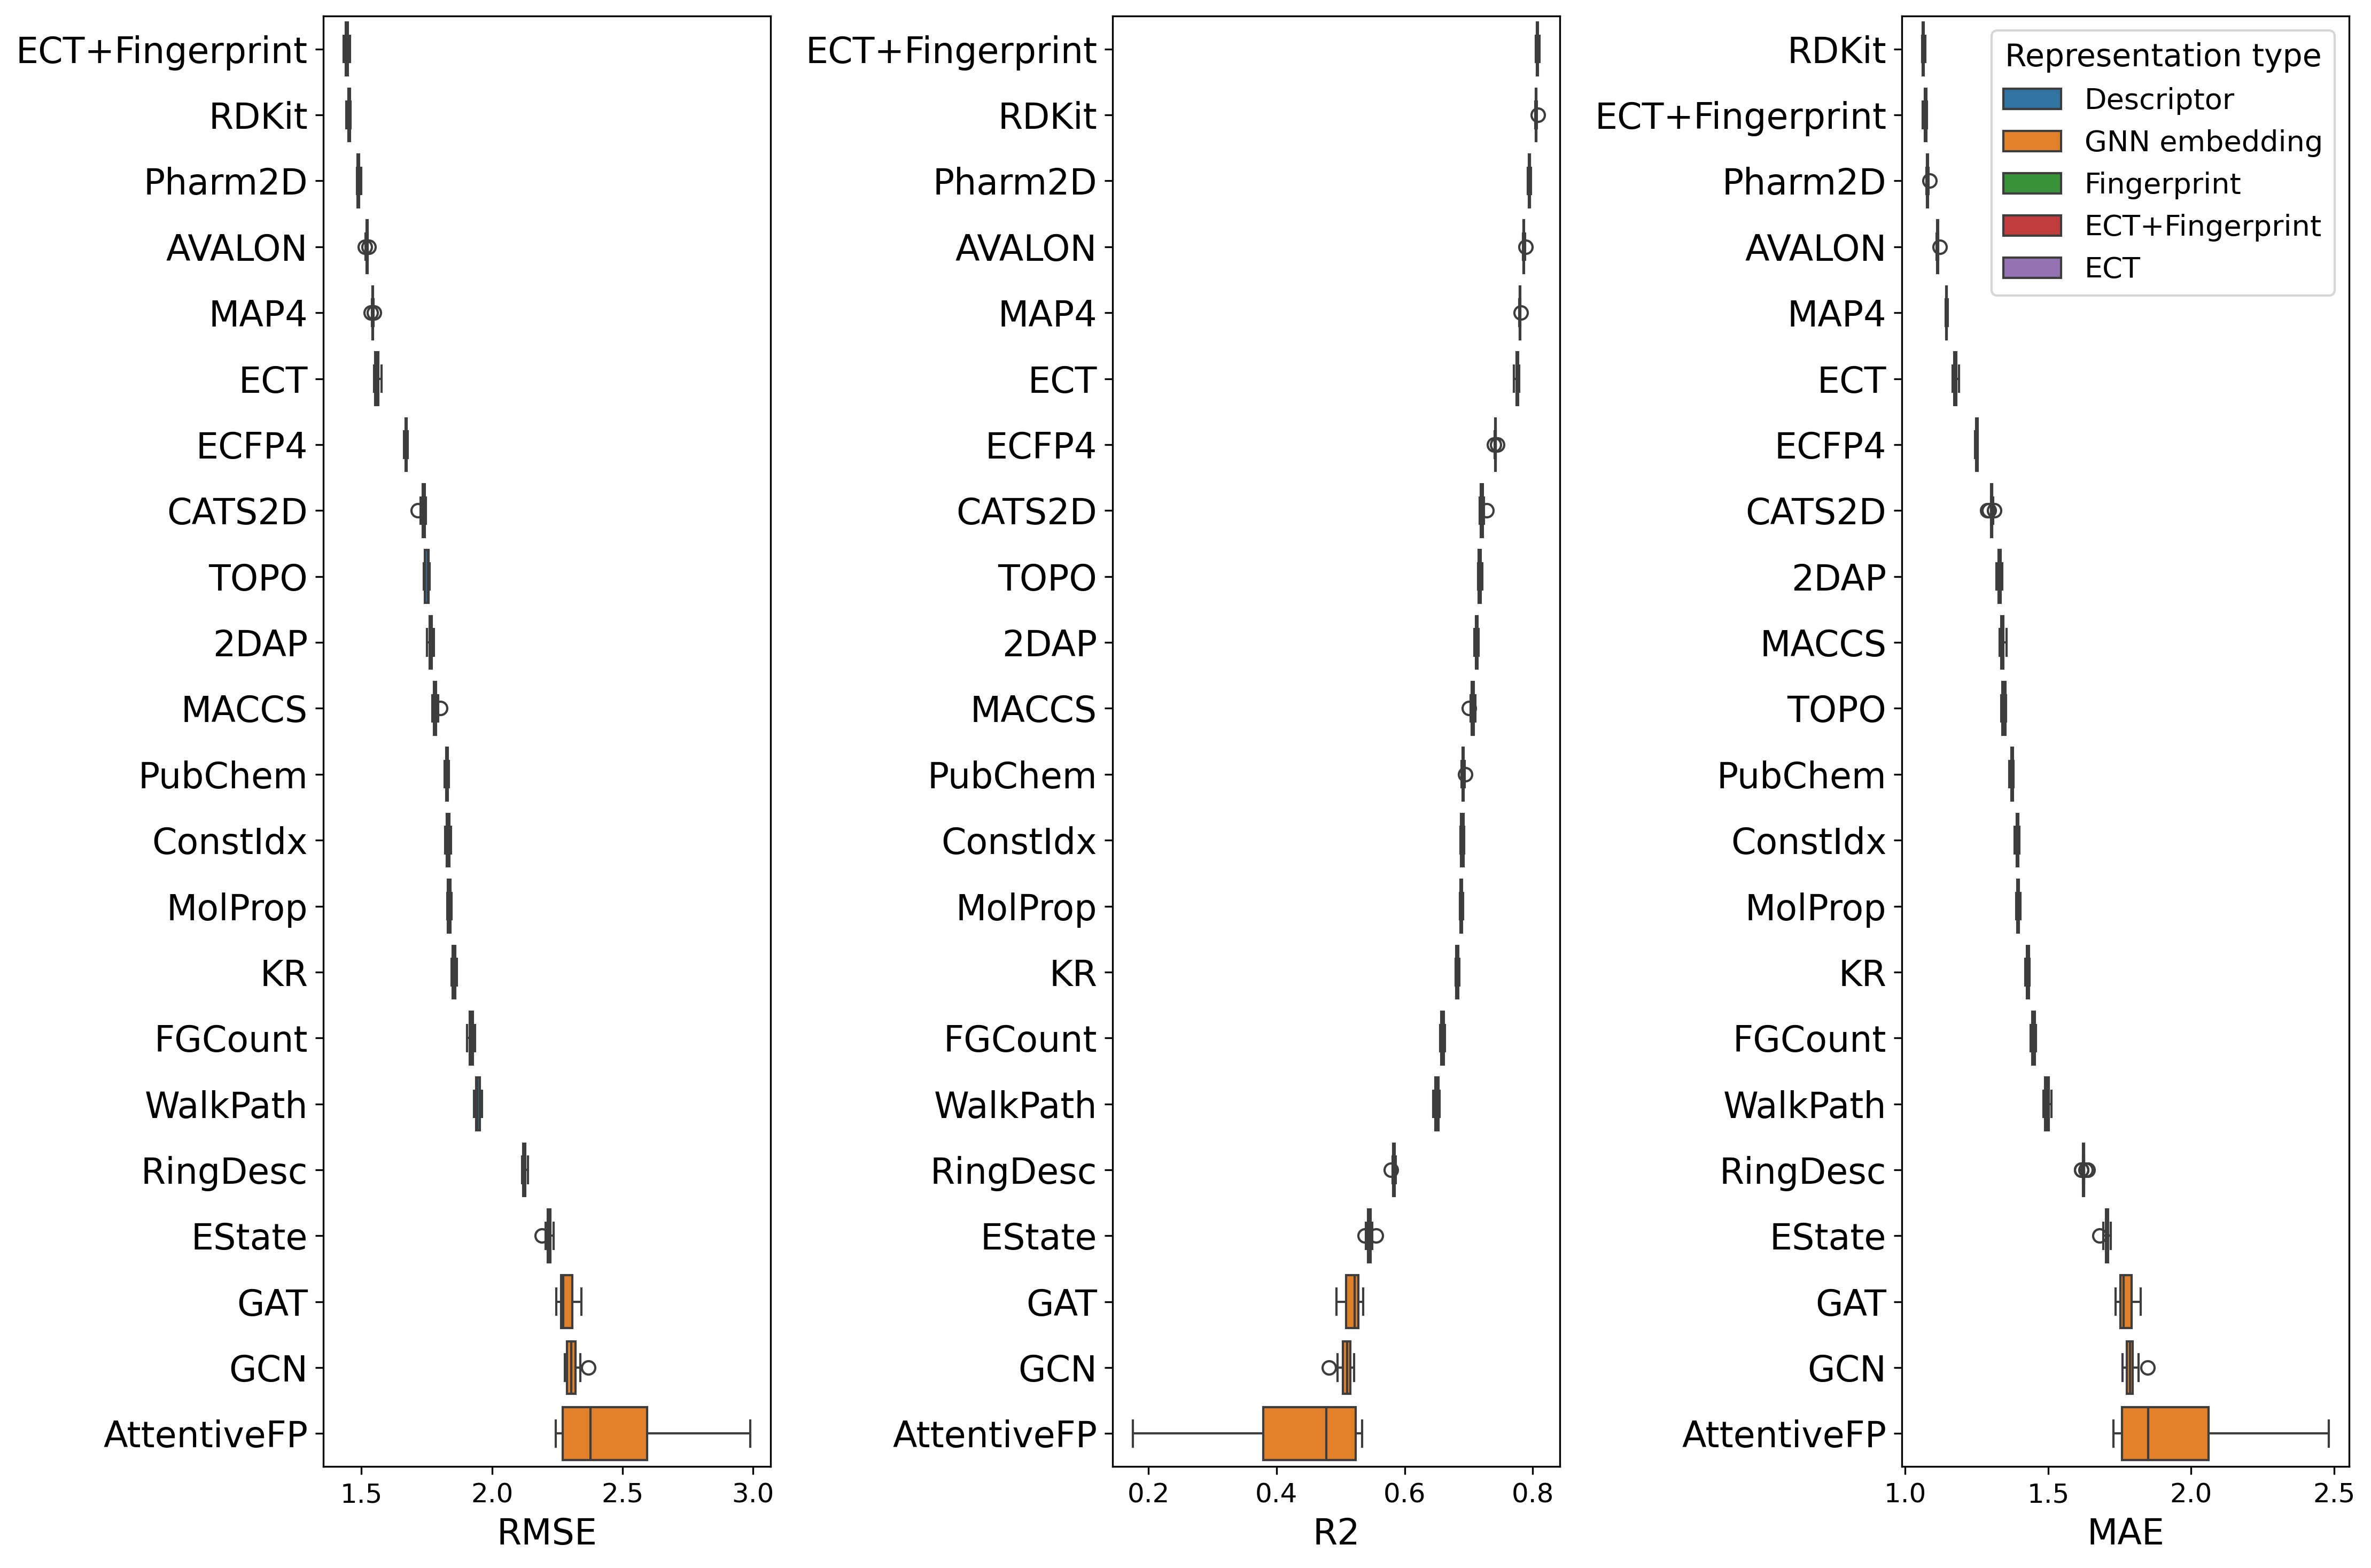 ECT+Fingerprint
RDKit
Pharm2D
AVALON
MAP4
ECT
ECFP4
CATS2D
TOPO
2DAP
MACCS
PubChem
ConstIdx
MolProp
KR
FGCount
WalkPath
RingDesc
EState
GAT
GCN
AttentiveFP
1.5 2.0 2.5 3.0
RMSE
ECT+Fingerprint
RDKit
Pharm2D
AVALON
MAP4
ECT
ECFP4
CATS2D
TOPO
2DAP
MACCS
PubChem
ConstIdx
MolProp
KR
FGCount
WalkPath
RingDesc
EState
GAT
GCN
AttentiveFP
0.2 0.4 0.6 0.8
R2
RDKit
ECT+Fingerprint
Pharm2D
AVALON
MAP4
ECT
ECFP4
CATS2D
2DAP
MACCS
TOPO
PubChem
ConstIdx
MolProp
KR
FGCount
WalkPath
RingDesc
EState
GAT
GCN
AttentiveFP
1.0 1.5 2.0 2.5
MAE
Representation type
Descriptor
GNN embedding
Fingerprint
ECT+Fingerprint
ECT